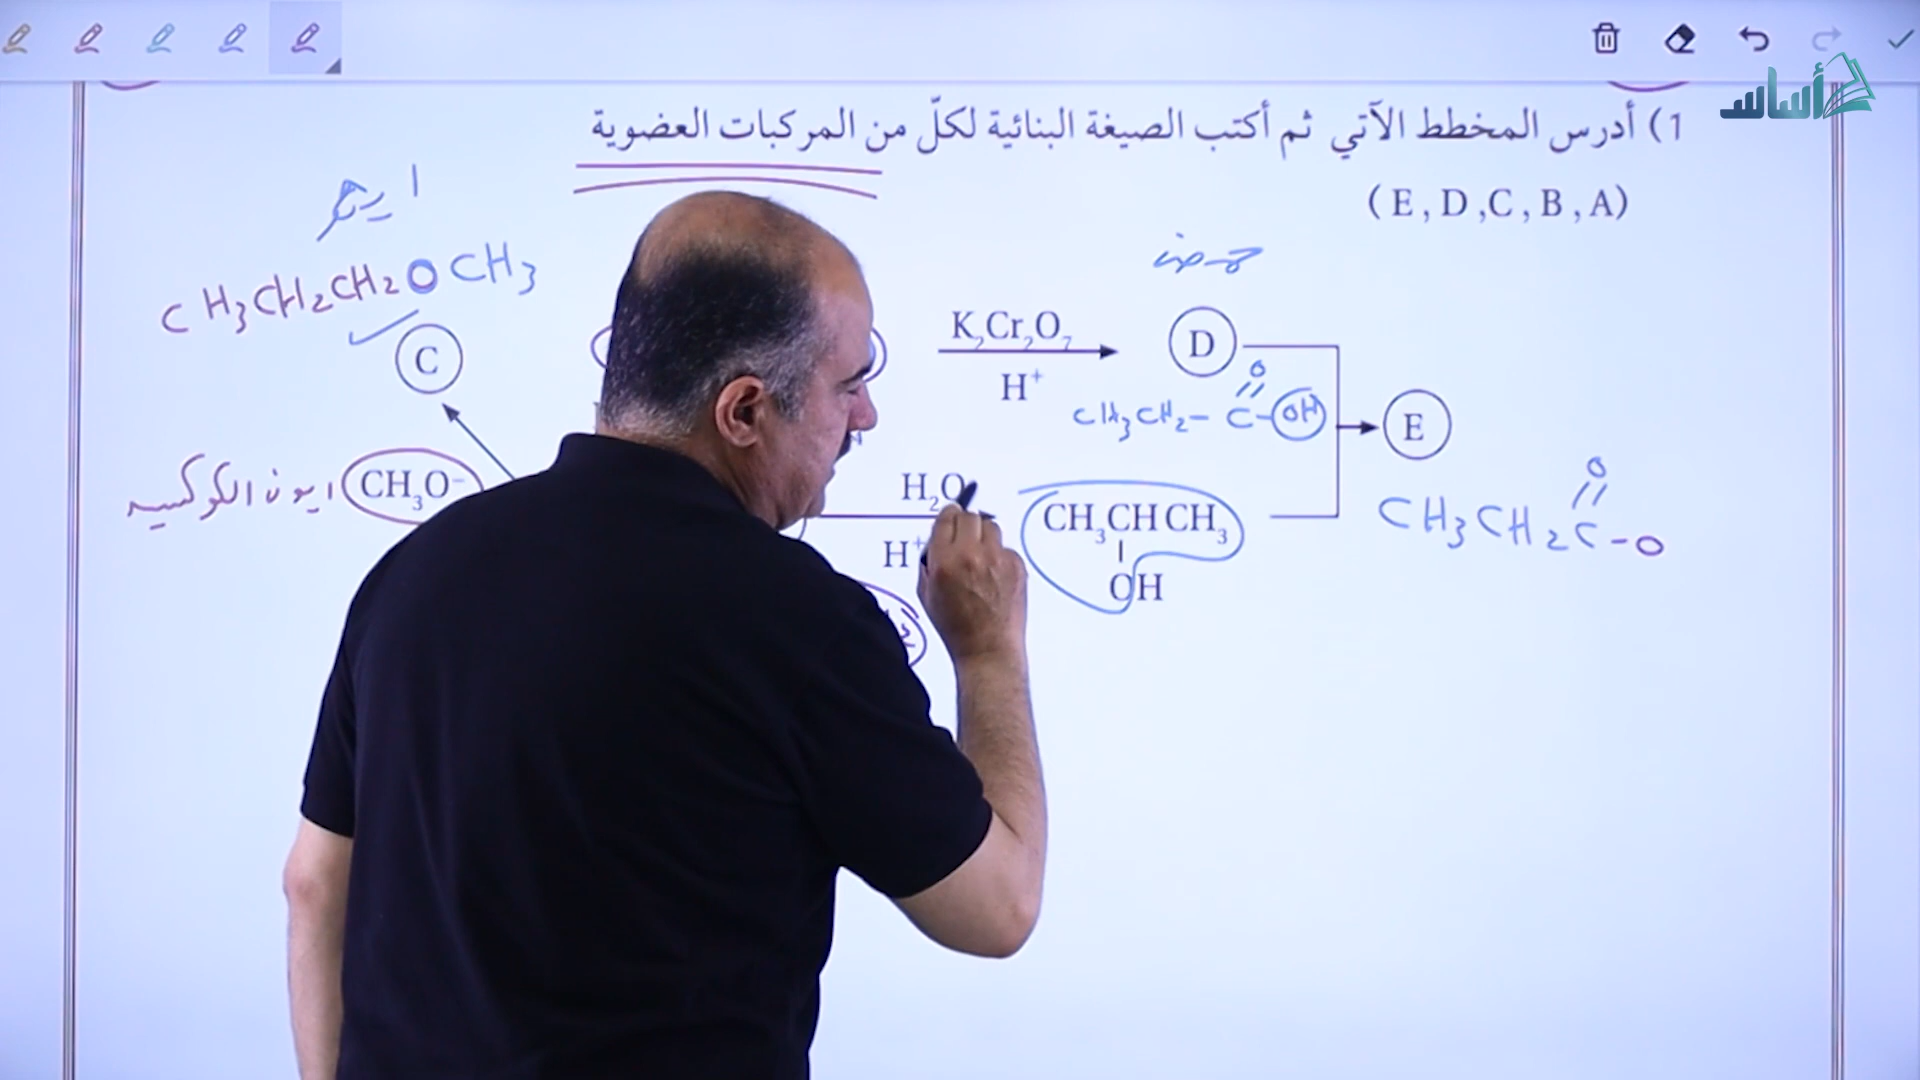 أساس
1) أدرس المخطط الآتي ثم أكتب الصيغة البنائية لكلّ من المركبات العضوية
(E , D ,C , B , A)
ايثر
حمض
CH3CH2CH2OCH3
C
K2Cr2O7
H+
D
O
CH3CH2-C-OH
E
ايون الكوكسيد
CH3O-
H2O
H+
CH3CHCH3
OH
O
CH3CH2C-O